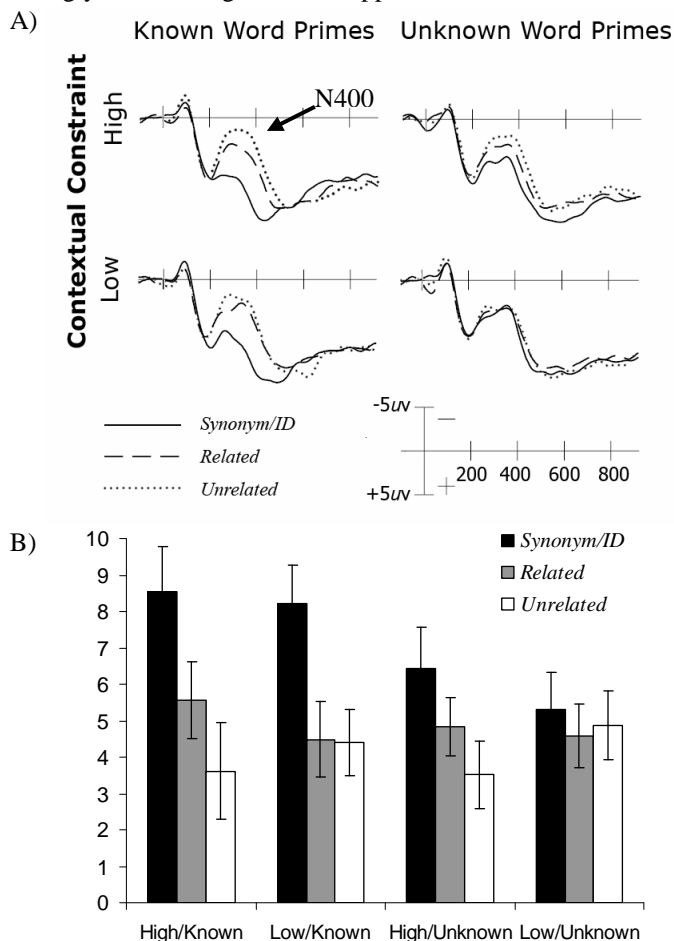 A)
Known Word Primes
Unknown Word Primes
N400
Contextual Constraint
High
Low
Synonym/ID
Related
Unrelated
-5uv
+5uv
−
+
200 400 600 800
B)
10
9
8
7
6
5
4
3
2
1
0
Synonym/ID
Related
Unrelated
High/Known Low/Known High/Unknown Low/Unknown